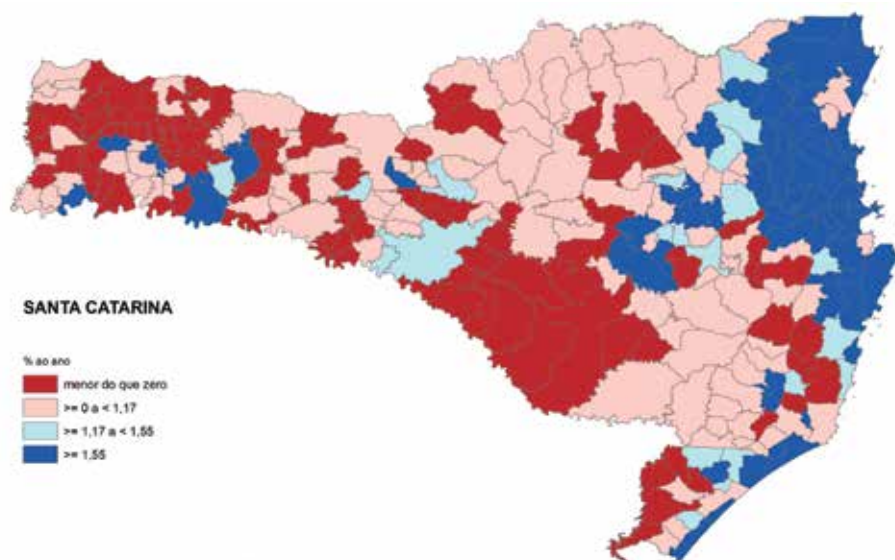 SANTA CATARINA
% ao ano
menor do que zero
>= 0 a < 1,17
>= 1,17 a < 1,55
>= 1,55